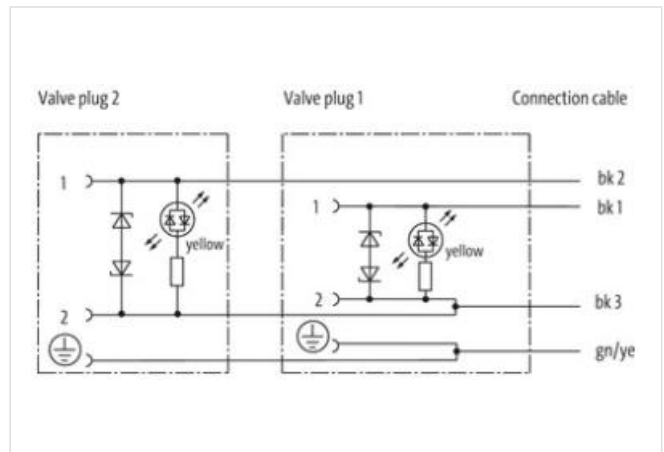 Valve plug 2 Valve plug 1 Connection cable
1 bk 2
1 bk 1
yellow yellow
2 bk 3
2
gn/ye